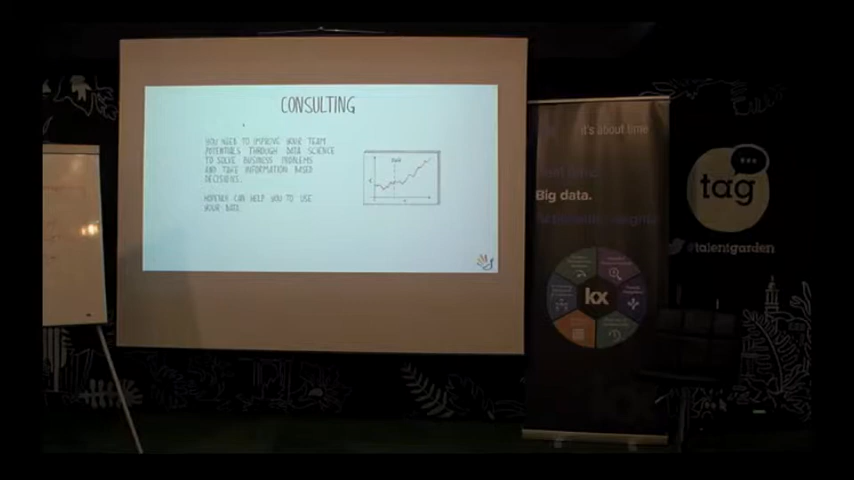 CONSULTING
YOU NEED TO IMPROVE YOUR TEAM
POTENTIALS THROUGH DATA SCIENCE
TO SOLVE BUSINESS PROBLEMS
AND TAKE INFORMATION BASED
DECISIONS.
CAN HELP YOU TO USE
YOUR DATA.
it's about time
Big data.
kx
tag
#talentgarden